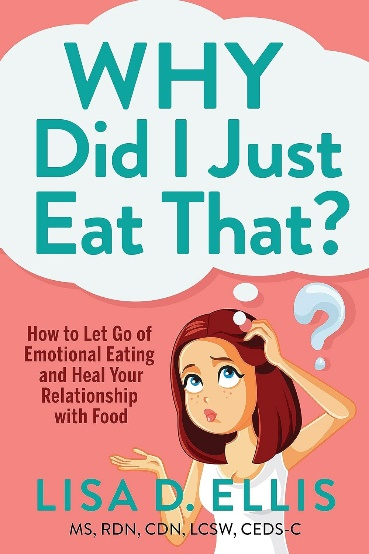 WHY
Did I Just
Eat That?
How to Let Go of
Emotional Eating
and Heal Your
Relationship
with Food
LISA D. ELLIS
MS, RDN, CDN, LCSW, CEDS-C